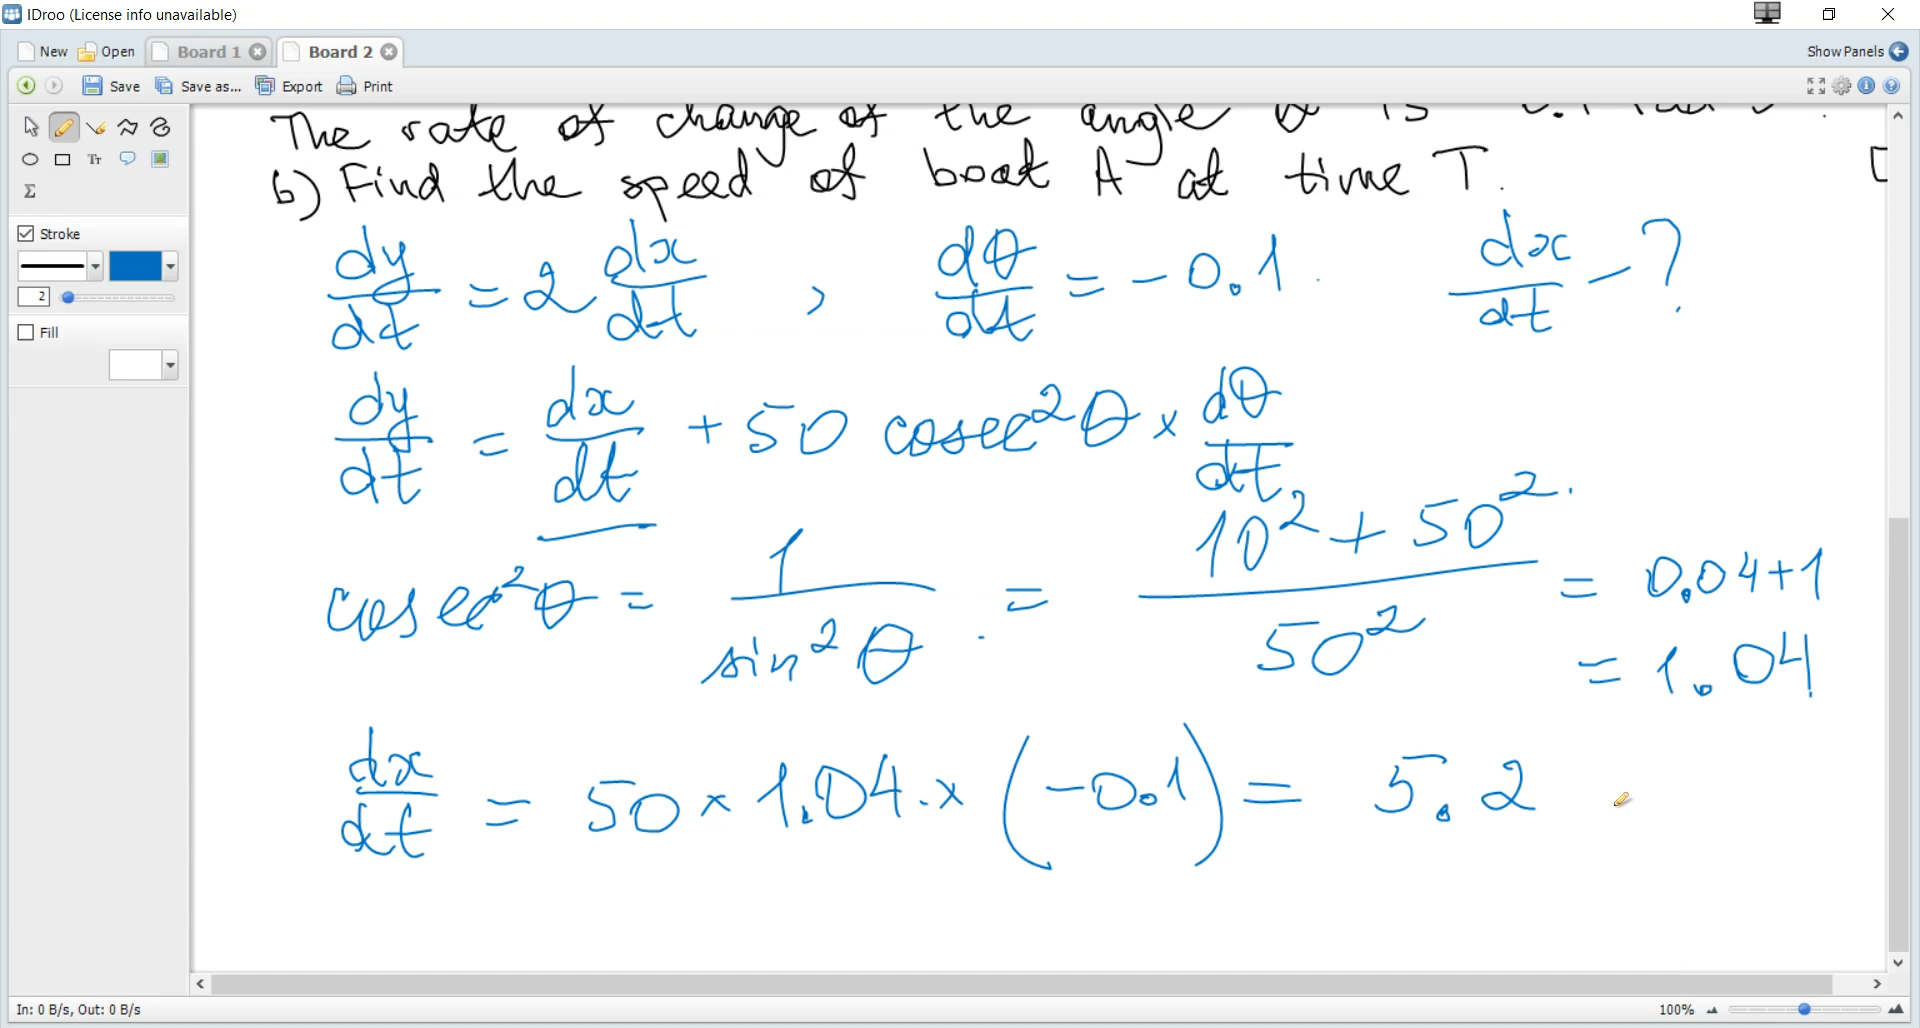 IDroo (License info unavailable)
New Open Board 1 Board 2 Show Panels
Save Save as... Export Print
The rate of change of the angle θ is
b) Find the speed of boat A at time T.
Tr
Σ
Stroke
2
Fill
dy/dt = 2 dx/dt , dθ/dt = -0.1. dx/dt - ?
dy/dt = dx/dt + 50 cosec²θ × dθ/dt
cosec²θ = 1/sin²θ . = 10² + 50²./50² = 0.04+1
= 1.04
dx/dt = 50 × 1.04. × (-0.1) = 5.2
In: 0 B/s, Out: 0 B/s 100%